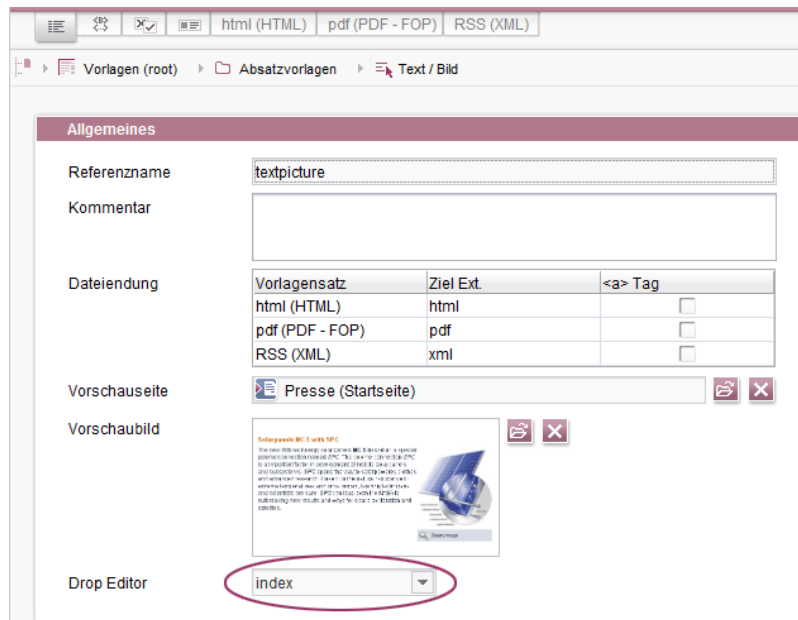 html (HTML) pdf (PDF - FOP) RSS (XML)
Vorlagen (root) Absatzvorlagen Text / Bild
Allgemeines
Referenzname textpicture
Kommentar
Dateiendung Vorlagensatz Ziel Ext. <a> Tag
html (HTML) html
pdf (PDF - FOP) pdf
RSS (XML) xml
Vorschauseite Presse (Startseite)
Vorschaubild
Solarpanels MC3 with SPC
Drop Editor index